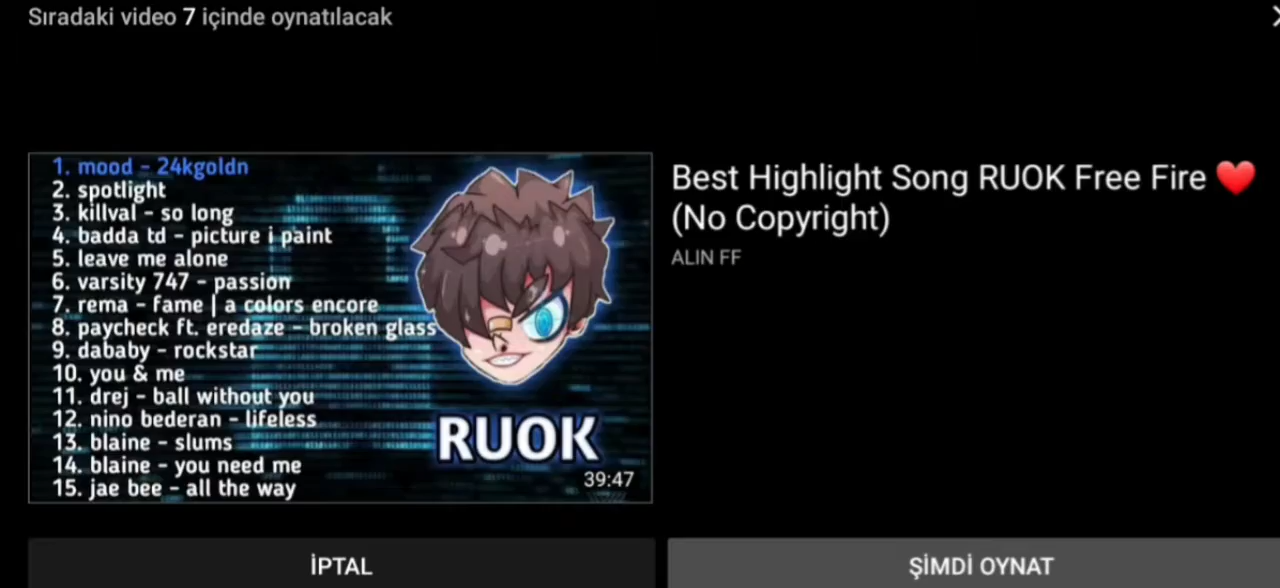 Sıradaki video 7 içinde oynatılacak
1. mood - 24kgoldn
2. spotlight
3. killval - so long
4. badda td - picture i paint
5. leave me alone
6. varsity 747 - passion
7. rema - fame | a colors encore
8. paycheck ft. eredaze - broken glass
9. dababy - rockstar
10. you & me
11. drej - ball without you
12. nino bederan - lifeless
13. blaine - slums
14. blaine - you need me
15. jae bee - all the way
RUOK
39:47
Best Highlight Song RUOK Free Fire ❤️
(No Copyright)
ALIN FF
İPTAL
ŞİMDİ OYNAT